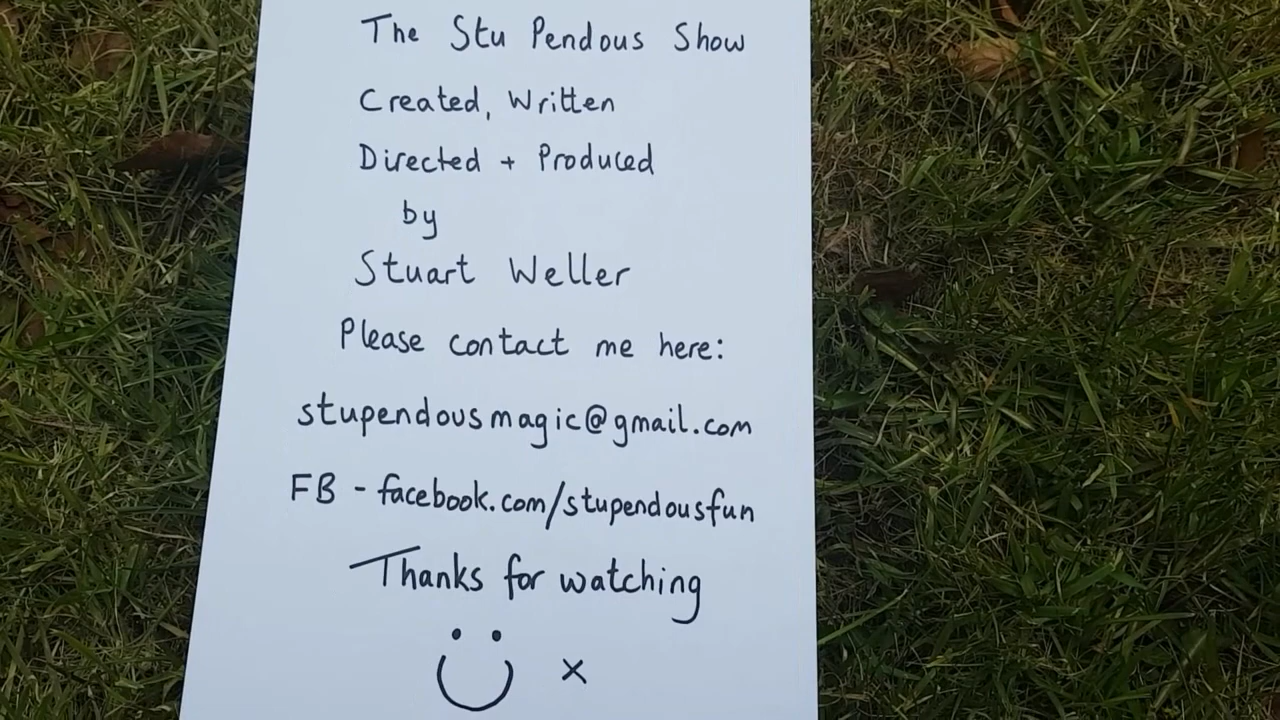 The Stu Pendous Show
Created, Written
Directed + Produced
by
Stuart Weller
Please contact me here:
stupendousmagic@gmail.com
FB - facebook.com/stupendousfun
Thanks for watching
x